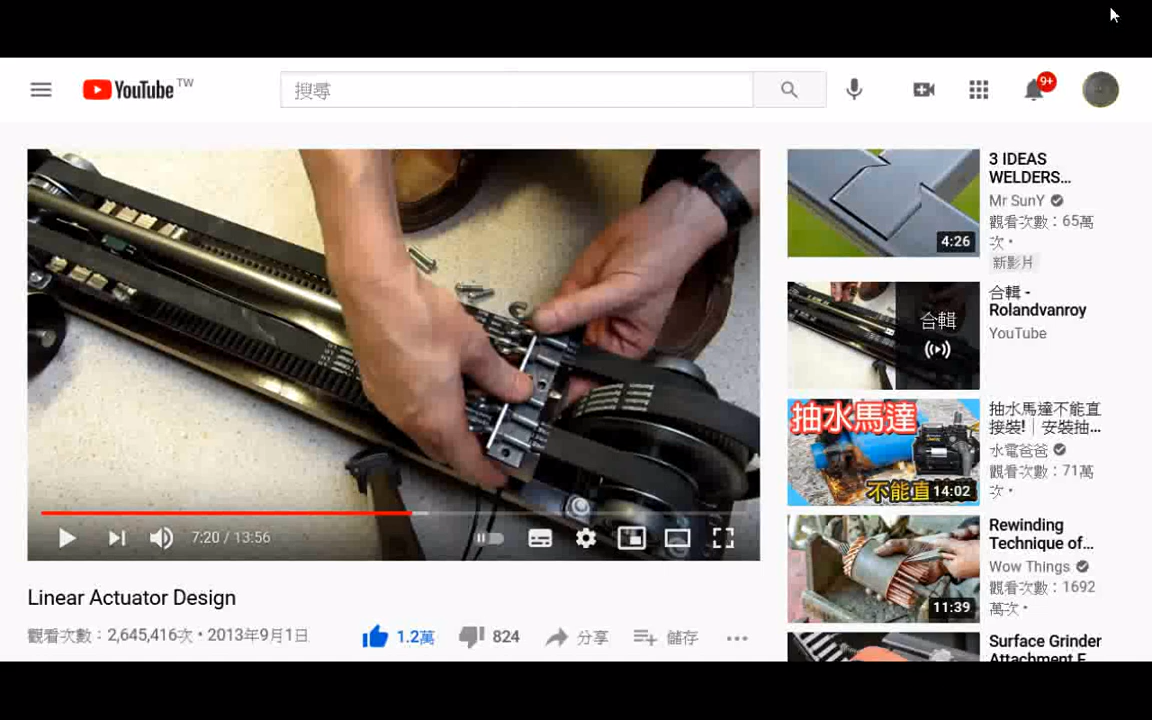 YouTube TW
搜尋
9+
7:20 / 13:56
Linear Actuator Design
觀看次數：2,645,416次 • 2013年9月1日
1.2萬
824
分享
儲存
4:26
3 IDEAS
WELDERS...
Mr SunY
觀看次數：65萬
次 •
新影片
合輯
合輯 -
Rolandvanroy
YouTube
抽水馬達
不能直
14:02
抽水馬達不能直
接裝!｜安裝抽...
水電爸爸
觀看次數：71萬
次 •
11:39
Rewinding
Technique of...
Wow Things
觀看次數：1692
萬次 •
Surface Grinder
Attachment F